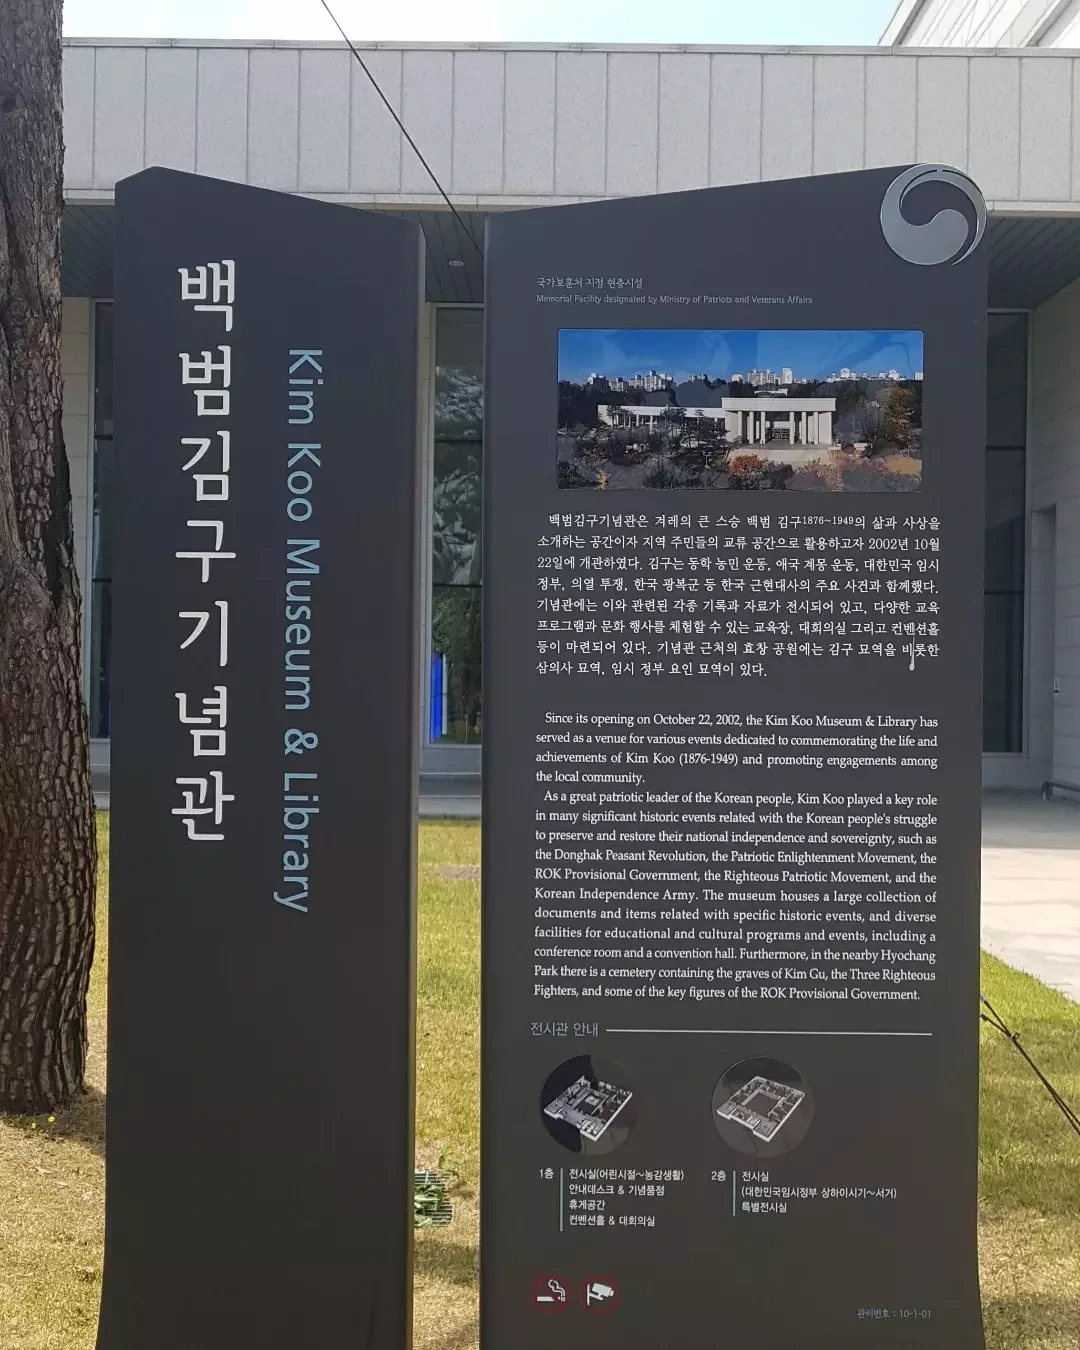 백범김구기념관
Kim Koo Museum & Library
국가보훈처 지정 현충시설
Memorial Facility designated by Ministry of Patriots and Veterans Affairs
백범김구기념관은 겨레의 큰 스승 백범 김구1876~1949의 삶과 사상을
소개하는 공간이자 지역 주민들의 교류 공간으로 활용하고자 2002년 10월
22일에 개관하였다. 김구는 동학 농민 운동, 애국 계몽 운동, 대한민국 임시
정부, 의열 투쟁, 한국 광복군 등 한국 근현대사의 주요 사건과 함께했다.
기념관에는 이와 관련된 각종 기록과 자료가 전시되어 있고, 다양한 교육
프로그램과 문화 행사를 체험할 수 있는 교육장, 대회의실 그리고 컨벤션홀
등이 마련되어 있다. 기념관 근처의 효창 공원에는 김구 묘역을 비롯한
삼의사 묘역, 임시 정부 요인 묘역이 있다.
Since its opening on October 22, 2002, the Kim Koo Museum & Library has
served as a venue for various events dedicated to commemorating the life and
achievements of Kim Koo (1876-1949) and promoting engagements among
the local community.
As a great patriotic leader of the Korean people, Kim Koo played a key role
in many significant historic events related with the Korean people's struggle
to preserve and restore their national independence and sovereignty, such as
the Donghak Peasant Revolution, the Patriotic Enlightenment Movement, the
ROK Provisional Government, the Righteous Patriotic Movement, and the
Korean Independence Army. The museum houses a large collection of
documents and items related with specific historic events, and diverse
facilities for educational and cultural programs and events, including a
conference room and a convention hall. Furthermore, in the nearby Hyochang
Park there is a cemetery containing the graves of Kim Gu, the Three Righteous
Fighters, and some of the key figures of the ROK Provisional Government.
전시관 안내
1층
전시실(어린시절~농감생활)
안내데스크 & 기념품점
휴게공간
컨벤션홀 & 대회의실
2층
전시실
(대한민국임시정부 상하이시기~서거)
특별전시실
관리번호 : 10-1-01